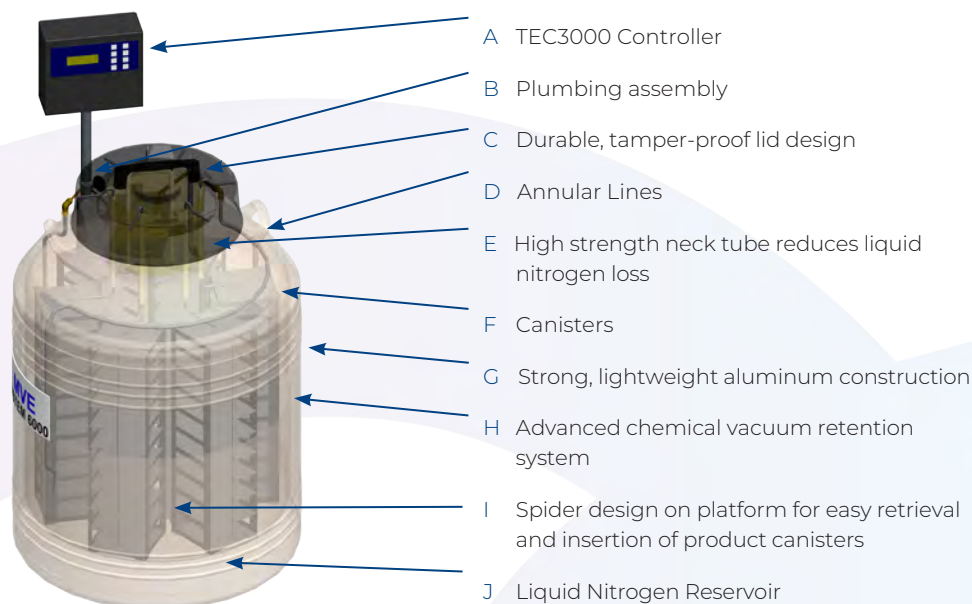 A TEC3000 Controller
B Plumbing assembly
C Durable, tamper-proof lid design
D Annular Lines
E High strength neck tube reduces liquid
nitrogen loss
F Canisters
G Strong, lightweight aluminum construction
H Advanced chemical vacuum retention
system
I Spider design on platform for easy retrieval
and insertion of product canisters
J Liquid Nitrogen Reservoir
MVE
6000